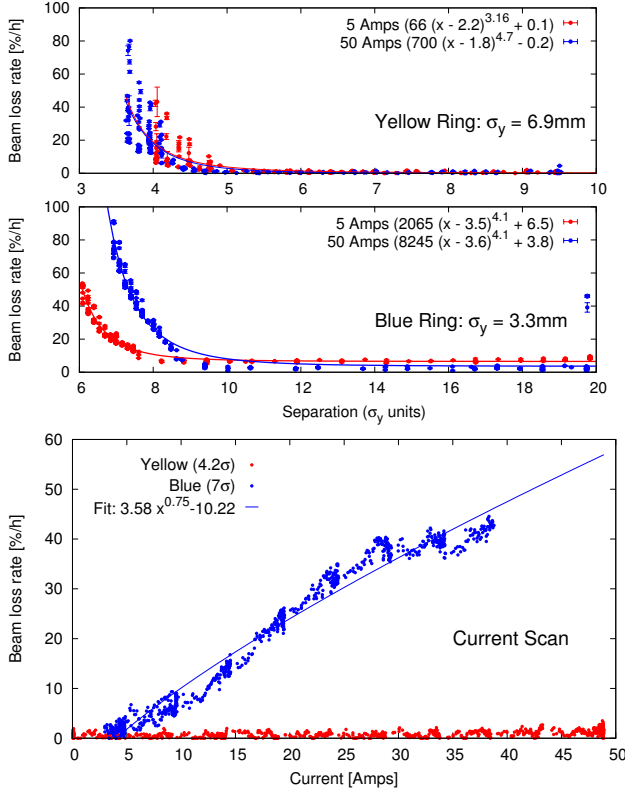 5 Amps (66 (x - 2.2)^3.16 + 0.1)
50 Amps (700 (x - 1.8)^4.7 - 0.2)
Yellow Ring: σy = 6.9mm
Beam loss rate [%/h]
100
80
60
40
20
0
3 4 5 6 7 8 9 10
5 Amps (2065 (x - 3.5)^4.1 + 6.5)
50 Amps (8245 (x - 3.6)^4.1 + 3.8)
Blue Ring: σy = 3.3mm
Beam loss rate [%/h]
100
80
60
40
20
0
6 8 10 12 14 16 18 20
Separation (σy units)
Yellow (4.2σ)
Blue (7σ)
Fit: 3.58 x^0.75-10.22
Current Scan
Beam loss rate [%/h]
60
50
40
30
20
10
0
0 5 10 15 20 25 30 35 40 45 50
Current [Amps]